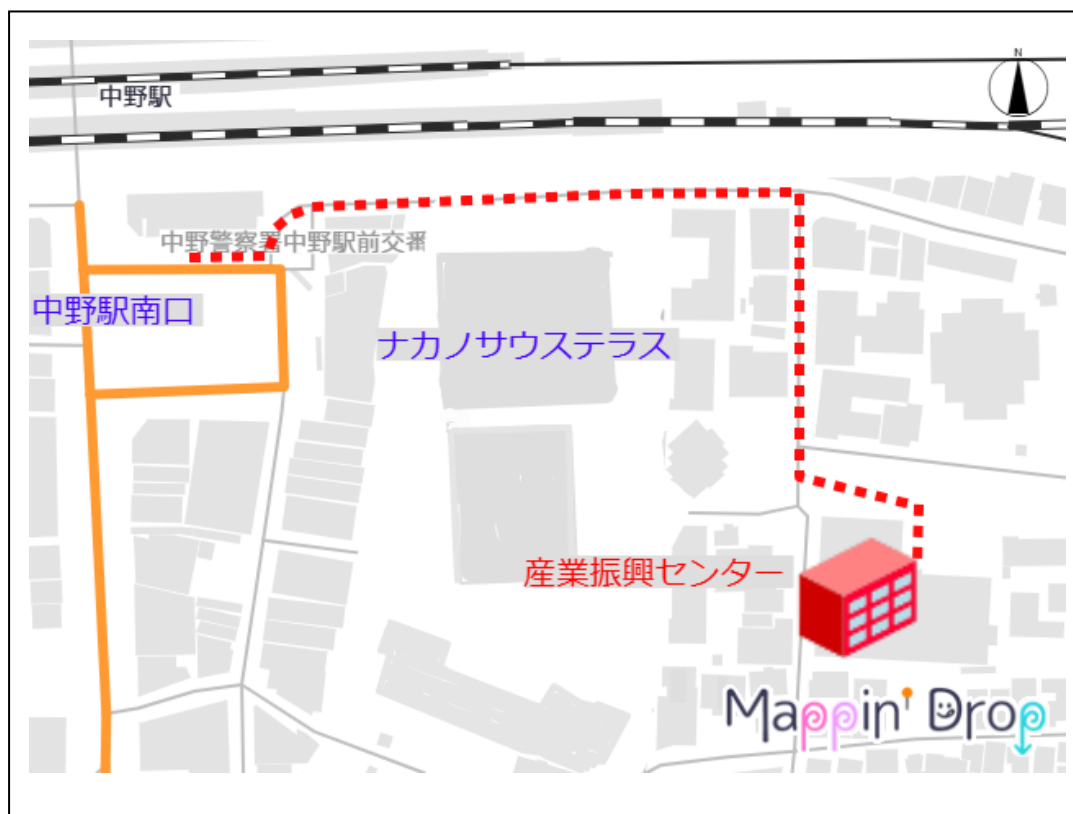 N
中野駅
中野警察署中野駅前交番
中野駅南口
ナカノサウステラス
産業振興センター
Mappin' Drop